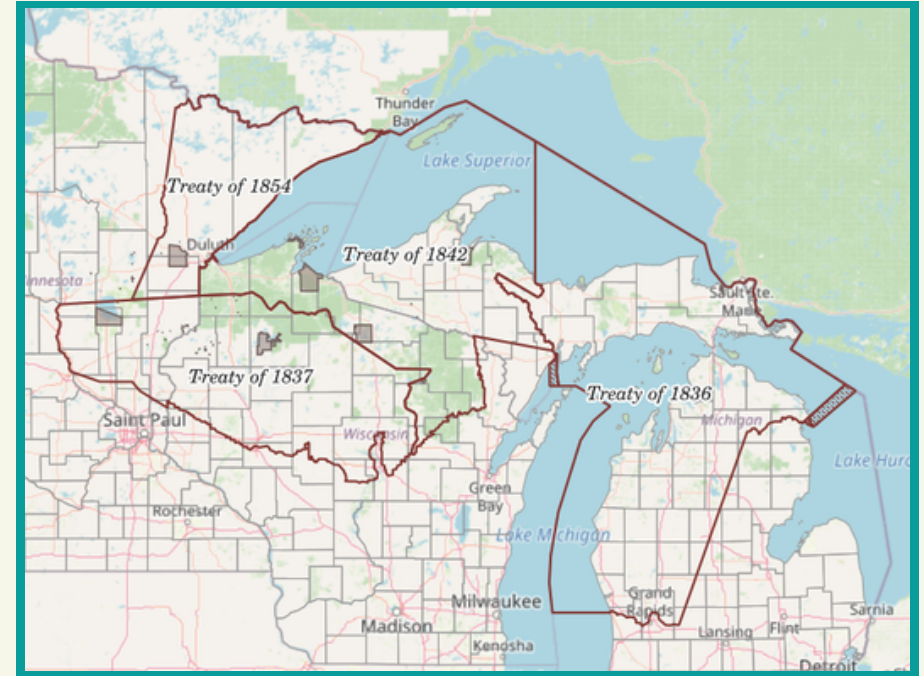 Thunder
Bay
Lake Superior
Treaty of 1854
Duluth
Treaty of 1842
nnesota
Sault Ste.
Marie
Treaty of 1837
Treaty of 1836
Michigan
Saint Paul
Wisconsin
Lake Huro
Green
Bay
Rochester
Lake Michigan
Grand
Rapids
Milwaukee
Sarnia
Madison
Lansing
Flint
Kenosha
Detroit